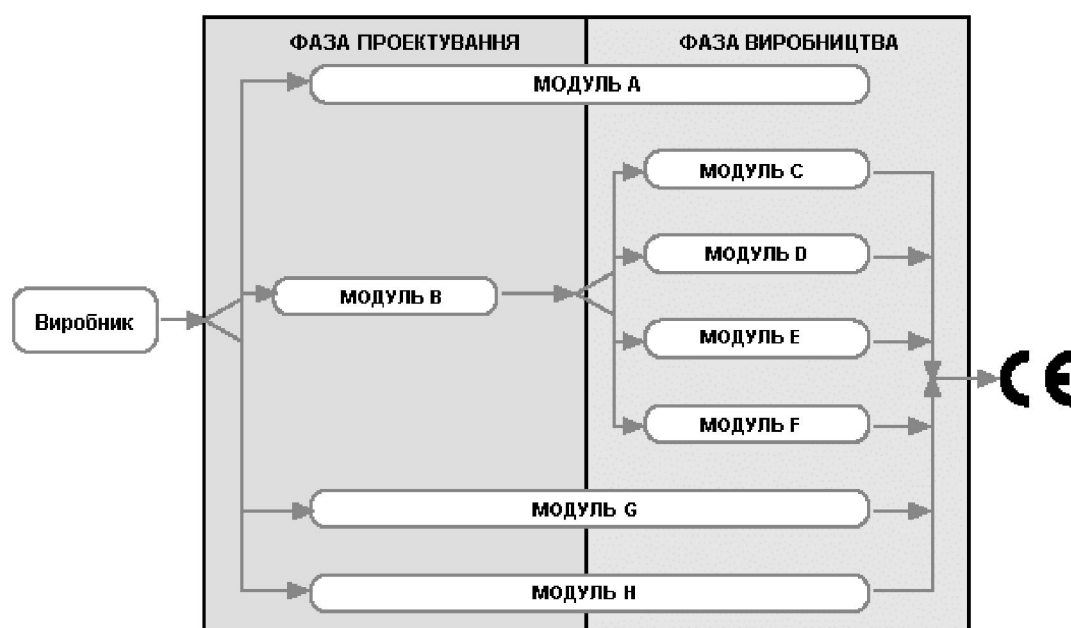 ФАЗА ПРОЕКТУВАННЯ
ФАЗА ВИРОБНИЦТВА
МОДУЛЬ A
МОДУЛЬ C
МОДУЛЬ D
МОДУЛЬ B
Виробник
МОДУЛЬ E
CE
МОДУЛЬ F
МОДУЛЬ G
МОДУЛЬ H